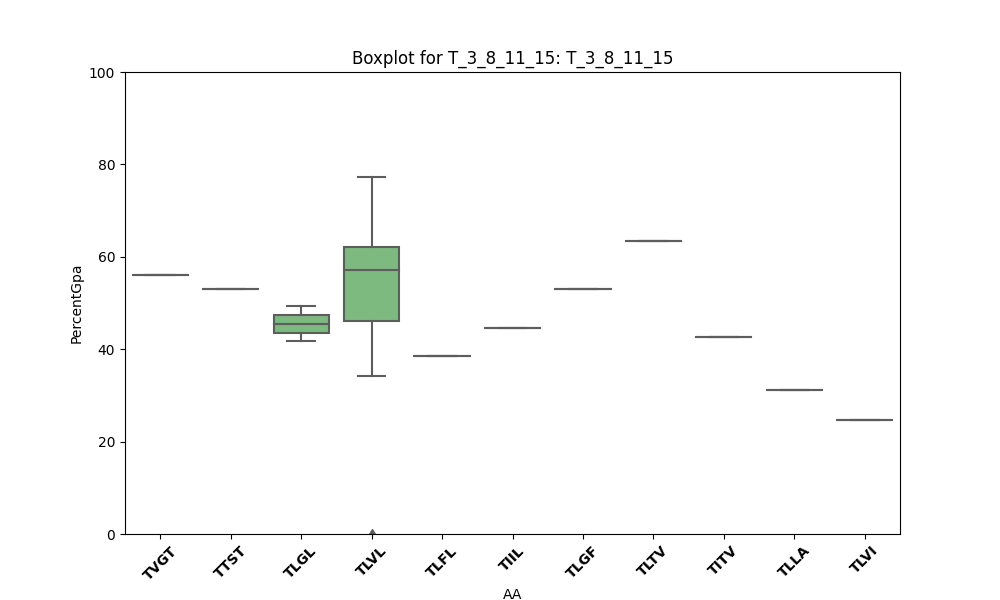 Boxplot for T_3_8_11_15: T_3_8_11_15
100
80
60
40
20
0
PercentGpa
TVGT
TTST
TLGL
TLVL
TLFL
TIIL
TLGF
TLTV
TITV
TLLA
TLVI
AA